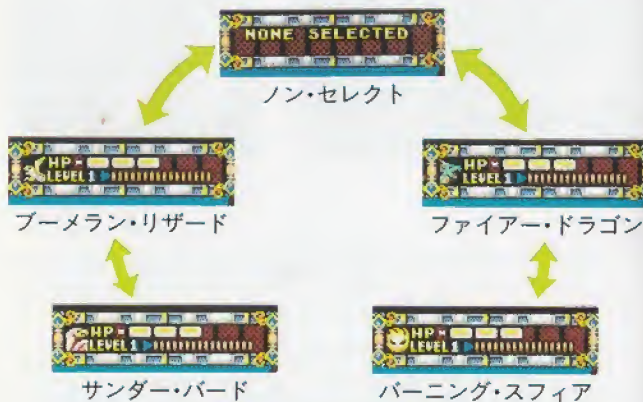 NONE SELECTED
ノン・セレクト
HP
LEVEL 1
ブーメラン・リザード
HP
LEVEL 1
ファイアー・ドラゴン
HP
LEVEL 1
サンダー・バード
HP
LEVEL 1
バーニング・スフィア